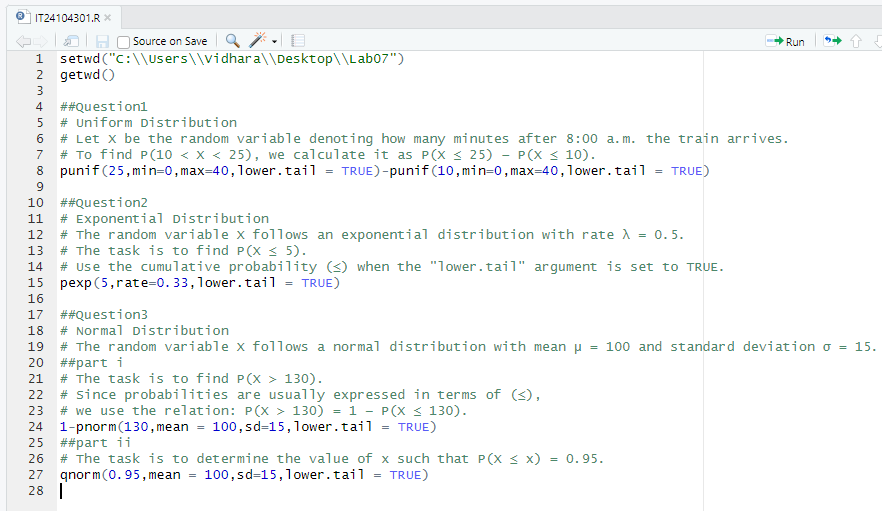 IT24104301.R
Source on Save Run
1 setwd("C:\\Users\\Vidhara\\Desktop\\Lab07")
2 getwd()
3
4 ##Question1
5 # Uniform Distribution
6 # Let X be the random variable denoting how many minutes after 8:00 a.m. the train arrives.
7 # To find P(10 < X < 25), we calculate it as P(X ≤ 25) − P(X ≤ 10).
8 punif(25,min=0,max=40,lower.tail = TRUE)-punif(10,min=0,max=40,lower.tail = TRUE)
9
10 ##Question2
11 # Exponential Distribution
12 # The random variable X follows an exponential distribution with rate λ = 0.5.
13 # The task is to find P(X ≤ 5).
14 # Use the cumulative probability (≤) when the "lower.tail" argument is set to TRUE.
15 pexp(5,rate=0.33,lower.tail = TRUE)
16
17 ##Question3
18 # Normal Distribution
19 # The random variable X follows a normal distribution with mean μ = 100 and standard deviation σ = 15.
20 ##part i
21 # The task is to find P(X > 130).
22 # Since probabilities are usually expressed in terms of (≤),
23 # we use the relation: P(X > 130) = 1 − P(X ≤ 130).
24 1-pnorm(130,mean = 100,sd=15,lower.tail = TRUE)
25 ##part ii
26 # The task is to determine the value of x such that P(X ≤ x) = 0.95.
27 qnorm(0.95,mean = 100,sd=15,lower.tail = TRUE)
28